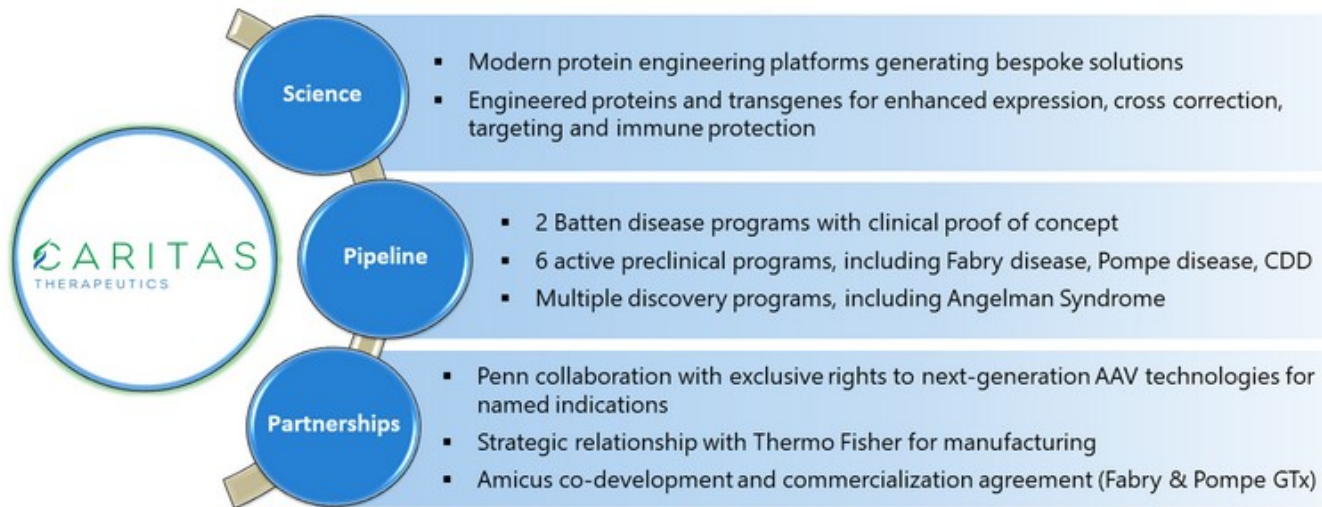 CARITAS
THERAPEUTICS
Science
▪ Modern protein engineering platforms generating bespoke solutions
▪ Engineered proteins and transgenes for enhanced expression, cross correction,
targeting and immune protection
Pipeline
▪ 2 Batten disease programs with clinical proof of concept
▪ 6 active preclinical programs, including Fabry disease, Pompe disease, CDD
▪ Multiple discovery programs, including Angelman Syndrome
Partnerships
▪ Penn collaboration with exclusive rights to next-generation AAV technologies for
named indications
▪ Strategic relationship with Thermo Fisher for manufacturing
▪ Amicus co-development and commercialization agreement (Fabry & Pompe GTx)